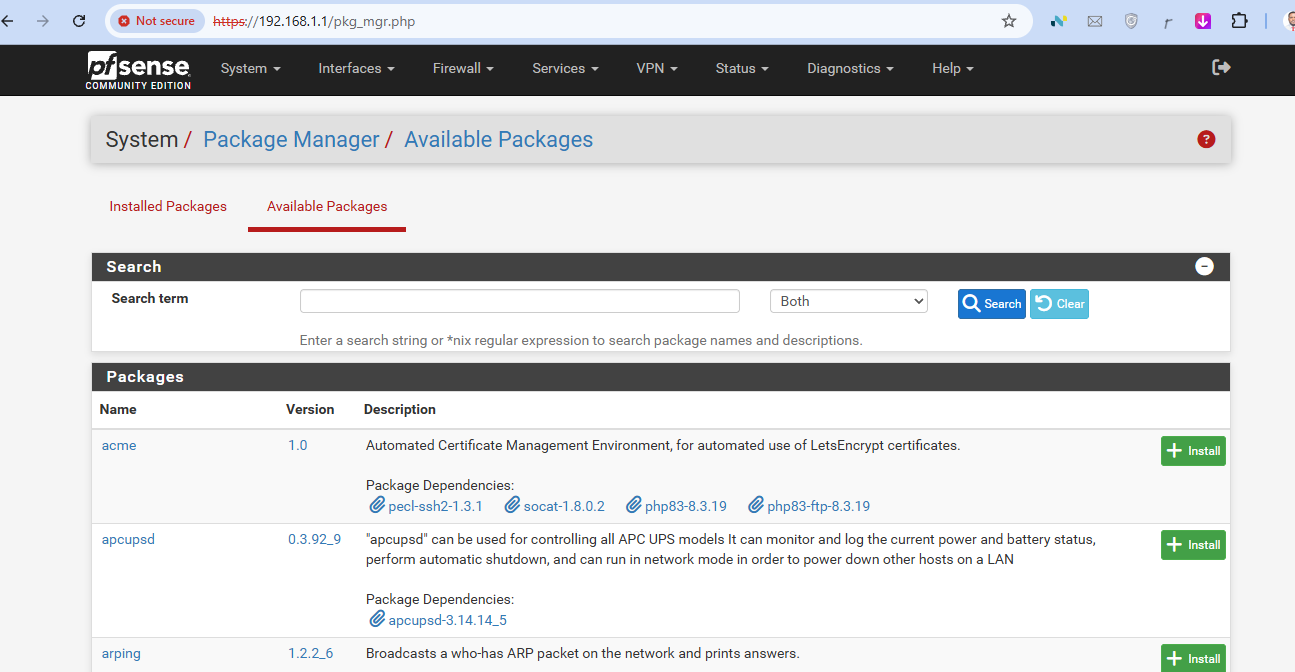 Not secure https://192.168.1.1/pkg_mgr.php
pfsense
COMMUNITY EDITION
System Interfaces Firewall Services VPN Status Diagnostics Help
System / Package Manager / Available Packages
Installed Packages Available Packages
Search
Search term Both Search Clear
Enter a search string or *nix regular expression to search package names and descriptions.
Packages
Name Version Description
acme 1.0 Automated Certificate Management Environment, for automated use of LetsEncrypt certificates. Install
Package Dependencies:
pecl-ssh2-1.3.1 socat-1.8.0.2 php83-8.3.19 php83-ftp-8.3.19
apcupsd 0.3.92_9 "apcupsd" can be used for controlling all APC UPS models It can monitor and log the current power and battery status, Install
perform automatic shutdown, and can run in network mode in order to power down other hosts on a LAN
Package Dependencies:
apcupsd-3.14.14_5
arping 1.2.2_6 Broadcasts a who-has ARP packet on the network and prints answers. Install